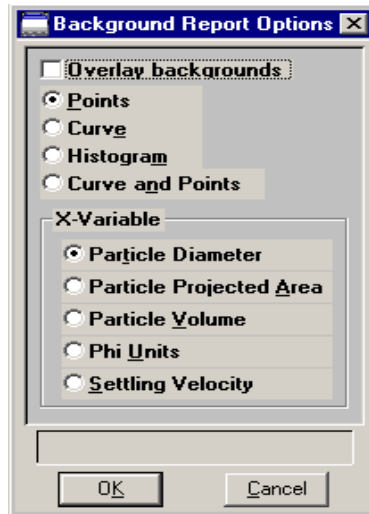 Background Report Options
Overlay backgrounds
Points
Curve
Histogram
Curve and Points
X-Variable
Particle Diameter
Particle Projected Area
Particle Volume
Phi Units
Settling Velocity
OK
Cancel